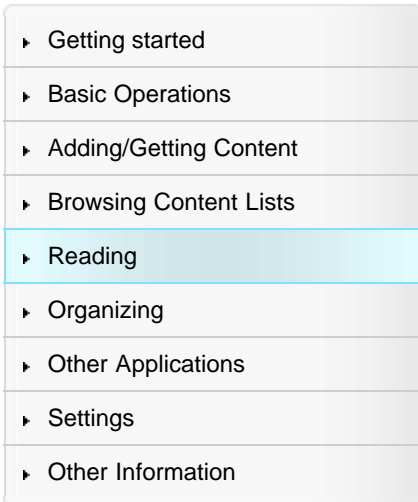 Getting started
Basic Operations
Adding/Getting Content
Browsing Content Lists
Reading
Organizing
Other Applications
Settings
Other Information